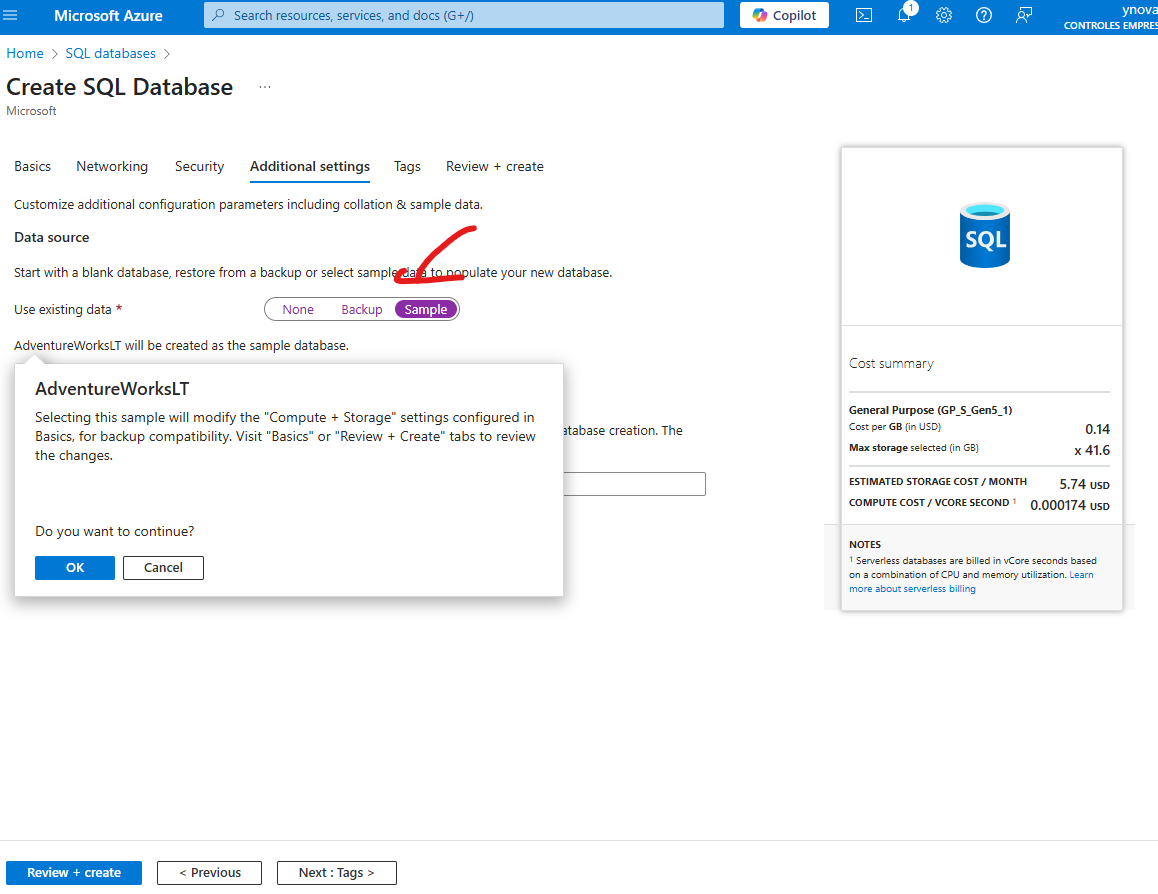 Microsoft Azure
Search resources, services, and docs (G+/)
Copilot
1
ynova
CONTROLES EMPRES
Home > SQL databases >
Create SQL Database ...
Microsoft
Basics Networking Security Additional settings Tags Review + create
Customize additional configuration parameters including collation & sample data.
Data source
Start with a blank database, restore from a backup or select sample data to populate your new database.
Use existing data *
None Backup Sample
AdventureWorksLT will be created as the sample database.
AdventureWorksLT
Selecting this sample will modify the "Compute + Storage" settings configured in
Basics, for backup compatibility. Visit "Basics" or "Review + Create" tabs to review
the changes.
Do you want to continue?
OK Cancel
atabase creation. The
SQL
Cost summary
General Purpose (GP_S_Gen5_1)
Cost per GB (in USD) 0.14
Max storage selected (in GB) x 41.6
ESTIMATED STORAGE COST / MONTH 5.74 USD
COMPUTE COST / VCORE SECOND 1 0.000174 USD
NOTES
1 Serverless databases are billed in vCore seconds based
on a combination of CPU and memory utilization. Learn
more about serverless billing
Review + create < Previous Next : Tags >